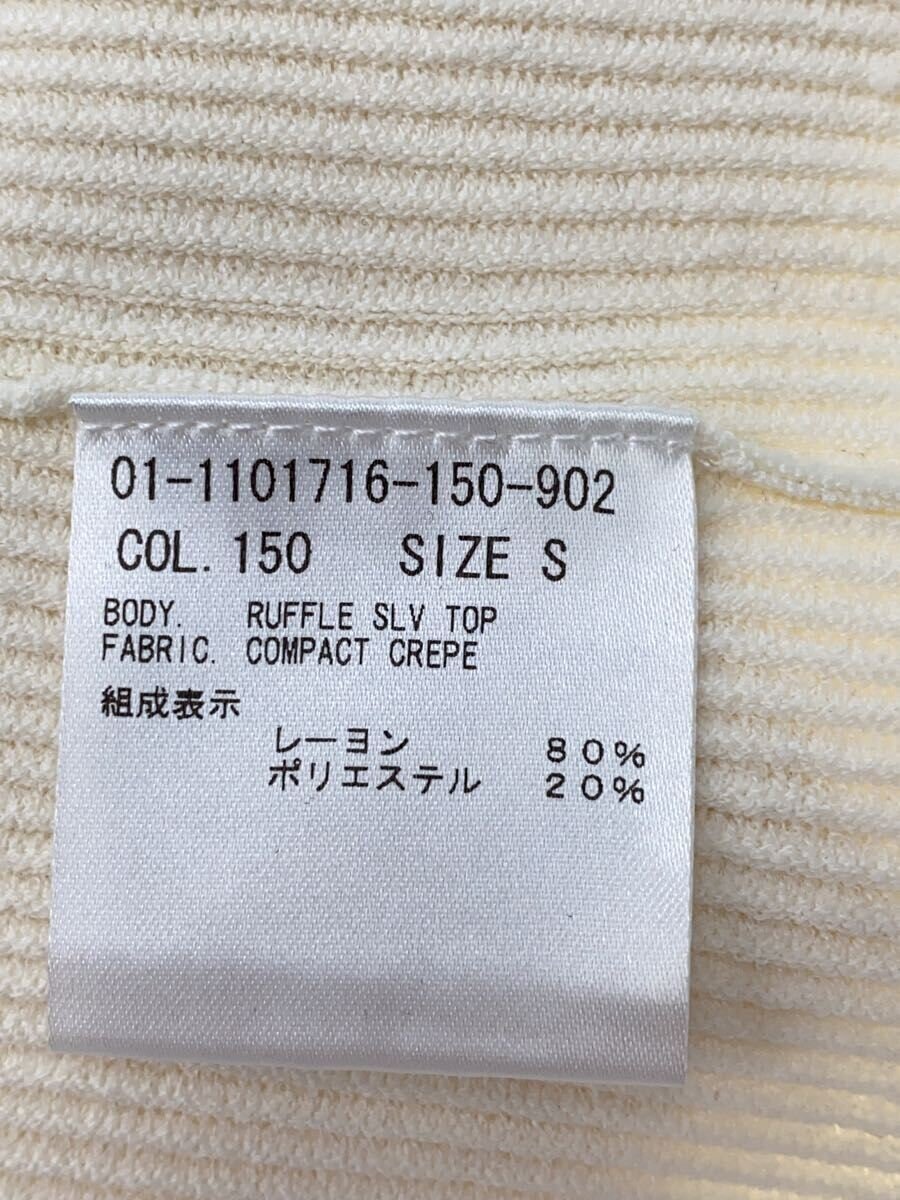 01-1101716-150-902
COL. 150 SIZE S
BODY. RUFFLE SLV TOP
FABRIC. COMPACT CREPE
組成表示
レーヨン 80%
ポリエステル 20%